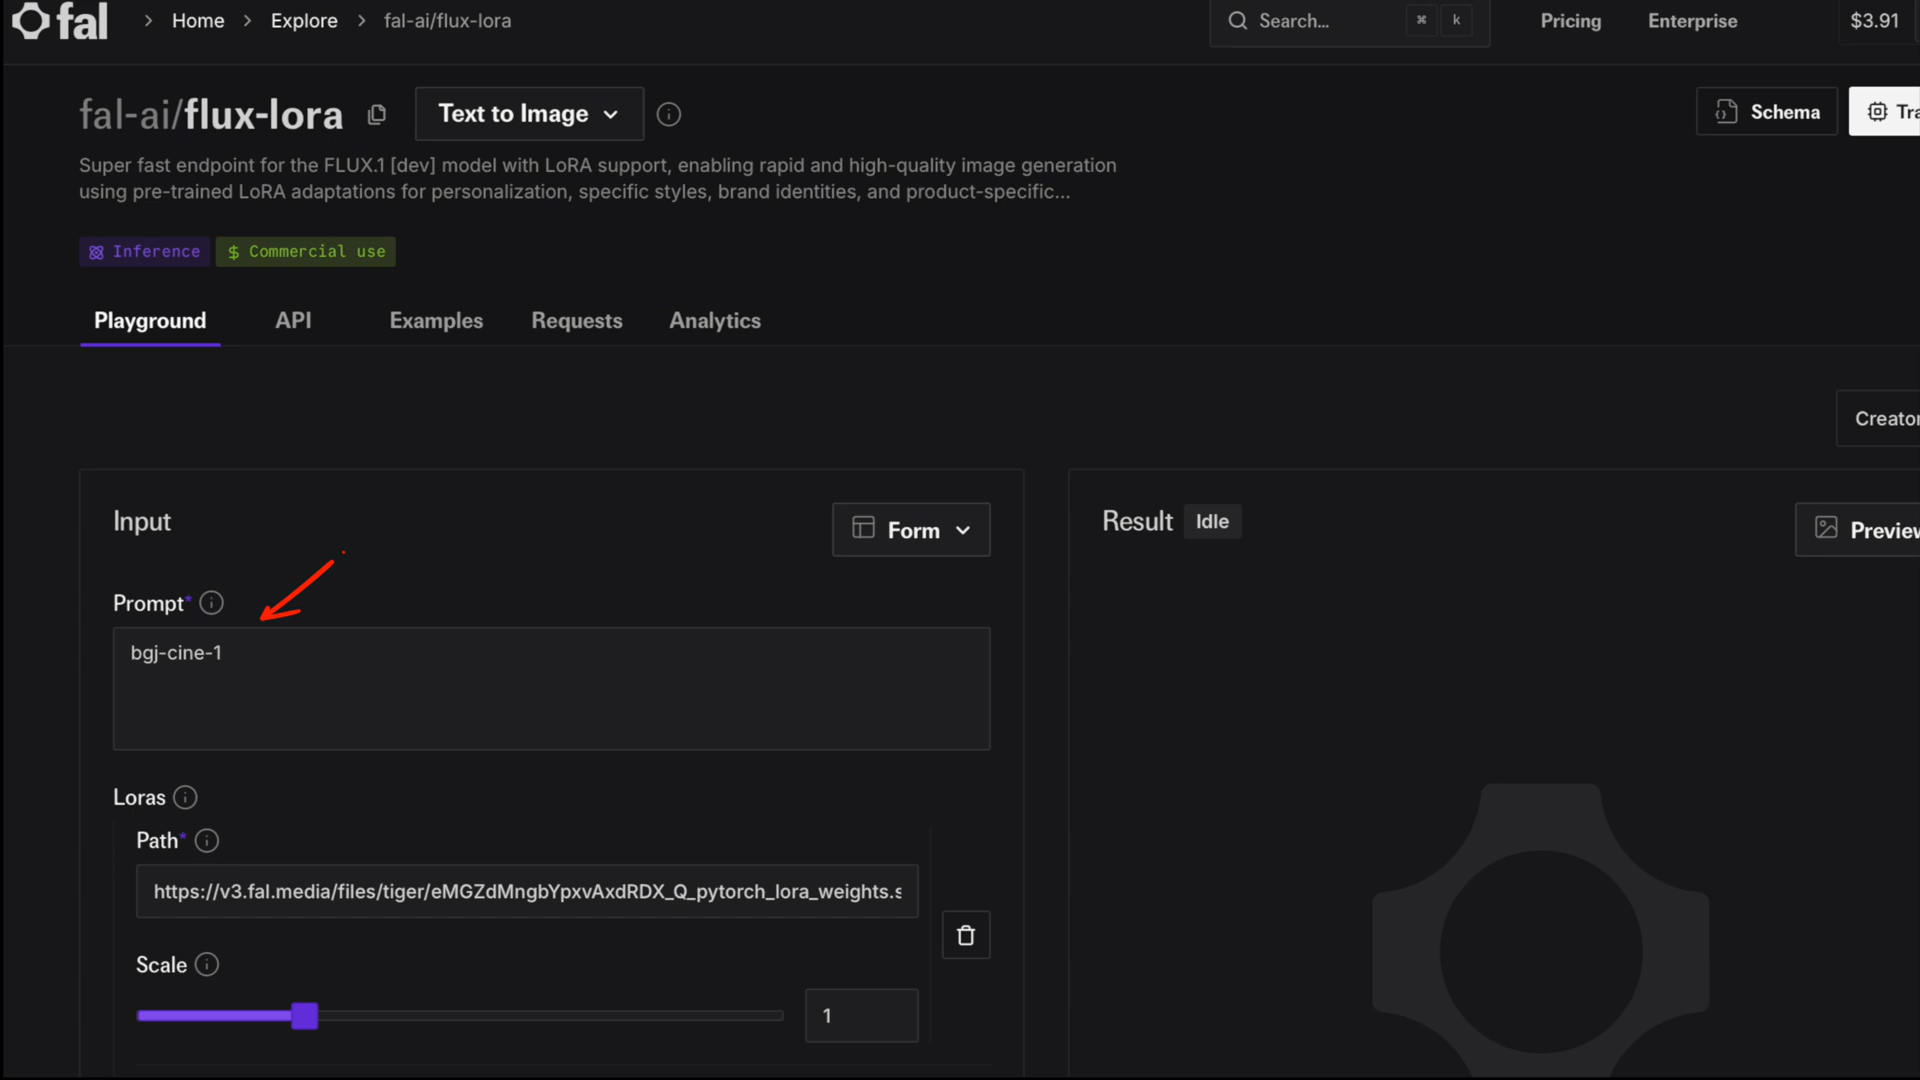 fal
Home
Explore
fal-ai/flux-lora
Search...
⌘ k
Pricing
Enterprise
$3.91
fal-ai/flux-lora
Text to Image
Schema
Super fast endpoint for the FLUX.1 [dev] model with LoRA support, enabling rapid and high-quality image generation
using pre-trained LoRA adaptations for personalization, specific styles, brand identities, and product-specific...
Inference
$ Commercial use
Playground
API
Examples
Requests
Analytics
Creator
Input
Form
Result
Idle
Preview
Prompt*
bgj-cine-1
Loras
Path*
https://v3.fal.media/files/tiger/eMGZdMngbYpxvAxdRDX_Q_pytorch_lora_weights.s
Scale
1